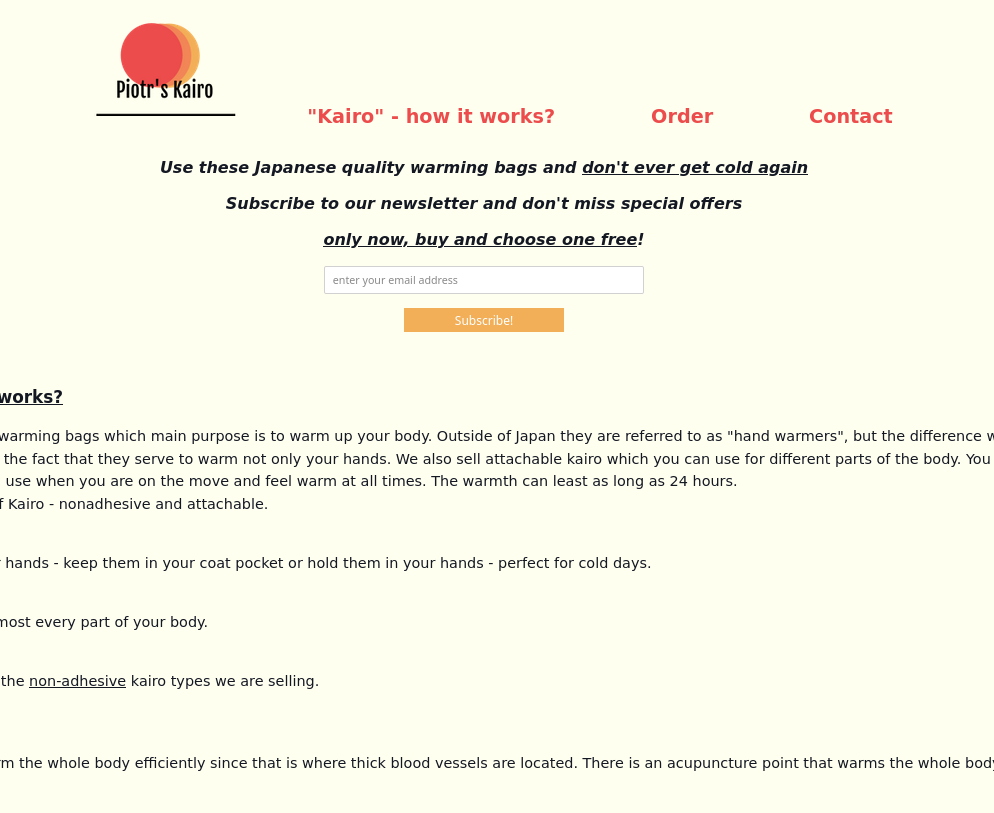 Piotr's Kairo
"Kairo" - how it works?
Order
Contact
Use these Japanese quality warming bags and don't ever get cold again
Subscribe to our newsletter and don't miss special offers
only now, buy and choose one free!
enter your email address
Subscribe!
works?
warming bags which main purpose is to warm up your body. Outside of Japan they are referred to as "hand warmers", but the difference
the fact that they serve to warm not only your hands. We also sell attachable kairo which you can use for different parts of the body. You
use when you are on the move and feel warm at all times. The warmth can least as long as 24 hours.
Kairo - nonadhesive and attachable.
hands - keep them in your coat pocket or hold them in your hands - perfect for cold days.
every part of your body.
the non-adhesive kairo types we are selling.
the whole body efficiently since that is where thick blood vessels are located. There is an acupuncture point that warms the whole body